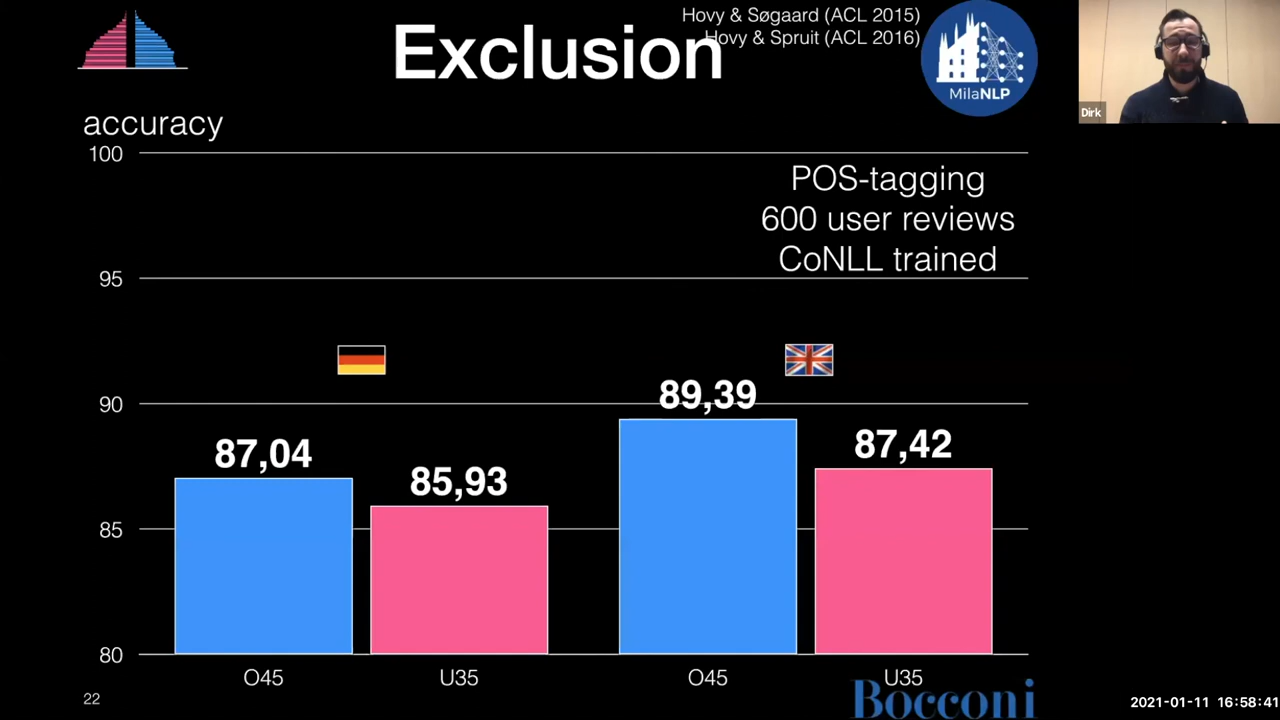 Hovy & Søgaard (ACL 2015)
Hovy & Spruit (ACL 2016)
Exclusion
MilaNLP
Dirk
accuracy
100
POS-tagging
600 user reviews
CoNLL trained
95
90
89,39
87,04
87,42
85,93
85
80
O45
U35
O45
U35
22
Bocconi
2021-01-11 16:58:41